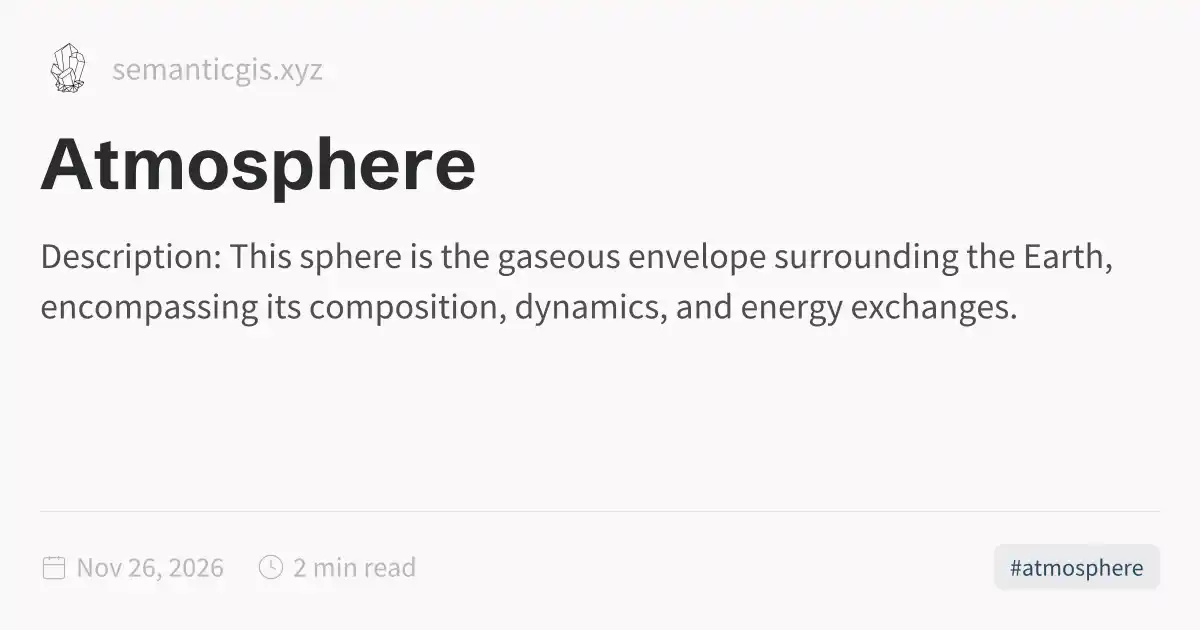 semanticgis.xyz
Atmosphere
Description: This sphere is the gaseous envelope surrounding the Earth,
encompassing its composition, dynamics, and energy exchanges.
Nov 26, 2026 2 min read #atmosphere